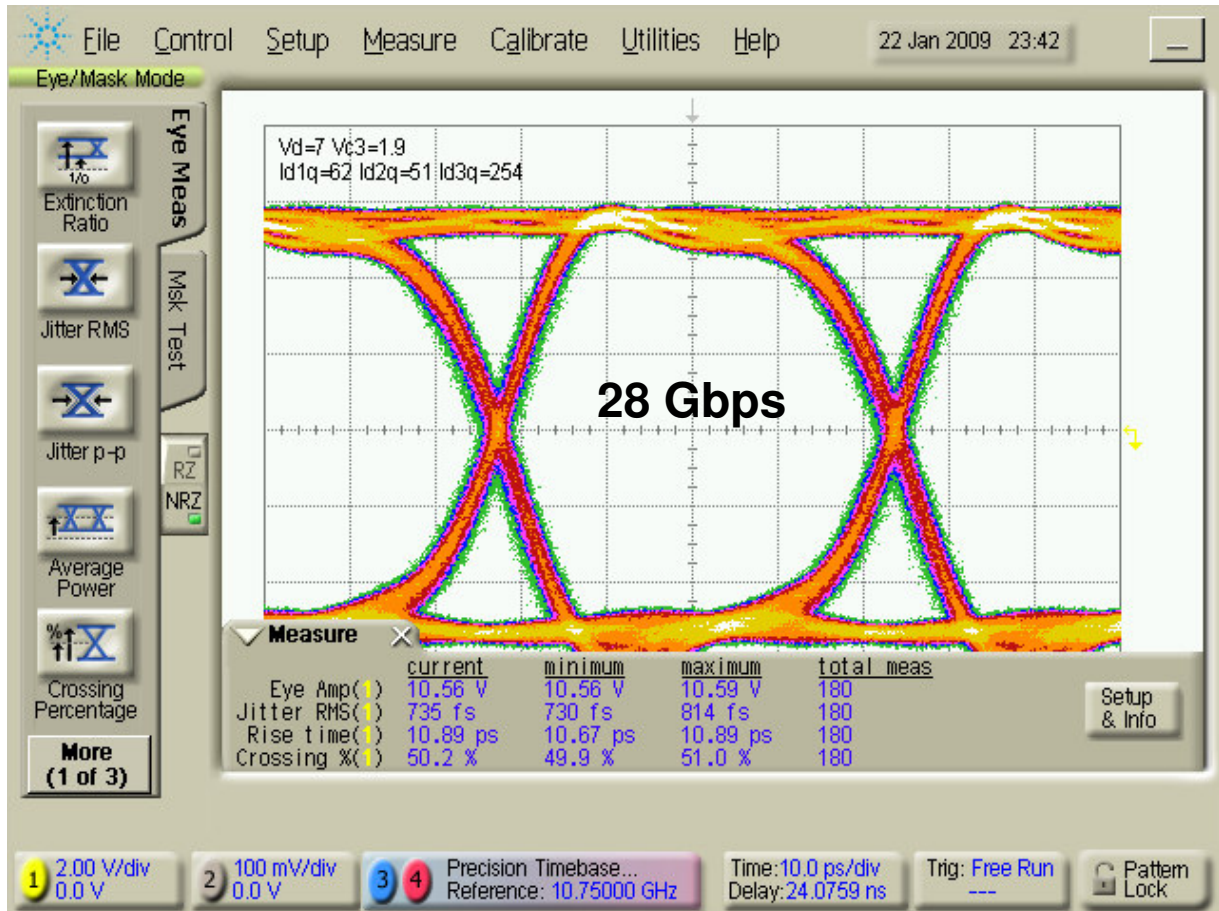 File Control Setup Measure Calibrate Utilities Help 22 Jan 2009 23:42
Eye/Mask Mode
Eye Meas
Msk Test
1/0
Extinction
Ratio
Jitter RMS
Jitter p-p
RZ
NRZ
Average
Power
%
Crossing
Percentage
More
(1 of 3)
Vd=7 Vc3=1.9
Id1q=62 Id2q=51 Id3q=254
28 Gbps
Measure
current minimum maximum total meas
Eye Amp(1) 10.56 V 10.56 V 10.59 V 180
Jitter RMS(1) 735 fs 730 fs 814 fs 180
Rise time(1) 10.89 ps 10.67 ps 10.89 ps 180
Crossing %(1) 50.2 % 49.9 % 51.0 % 180
Setup
& Info
1 2.00 V/div
0.0 V
2 100 mV/div
0.0 V
3 4 Precision Timebase...
Reference: 10.75000 GHz
Time:10.0 ps/div
Delay:24.0759 ns
Trig: Free Run
---
Pattern
Lock